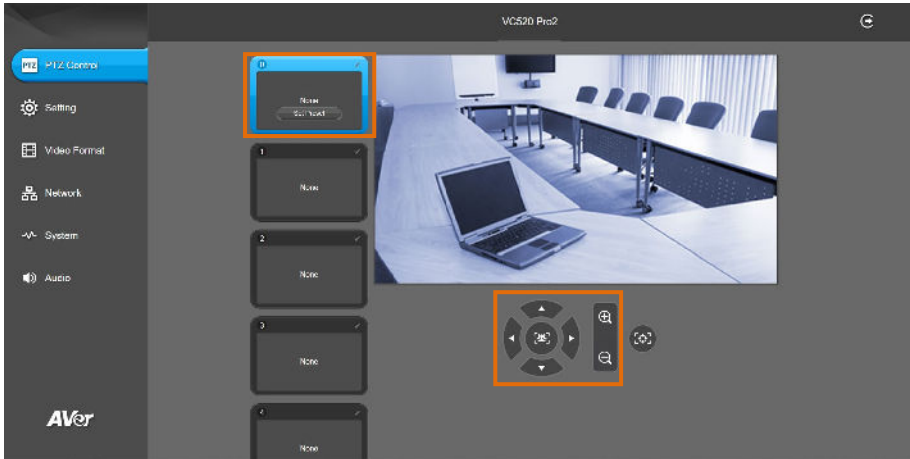 VC520 Pro2
PTZ
PTZ Control
Setting
Video Format
Network
System
Audio
AVer
0
None
Set Preset
1
None
2
None
3
None
4
None